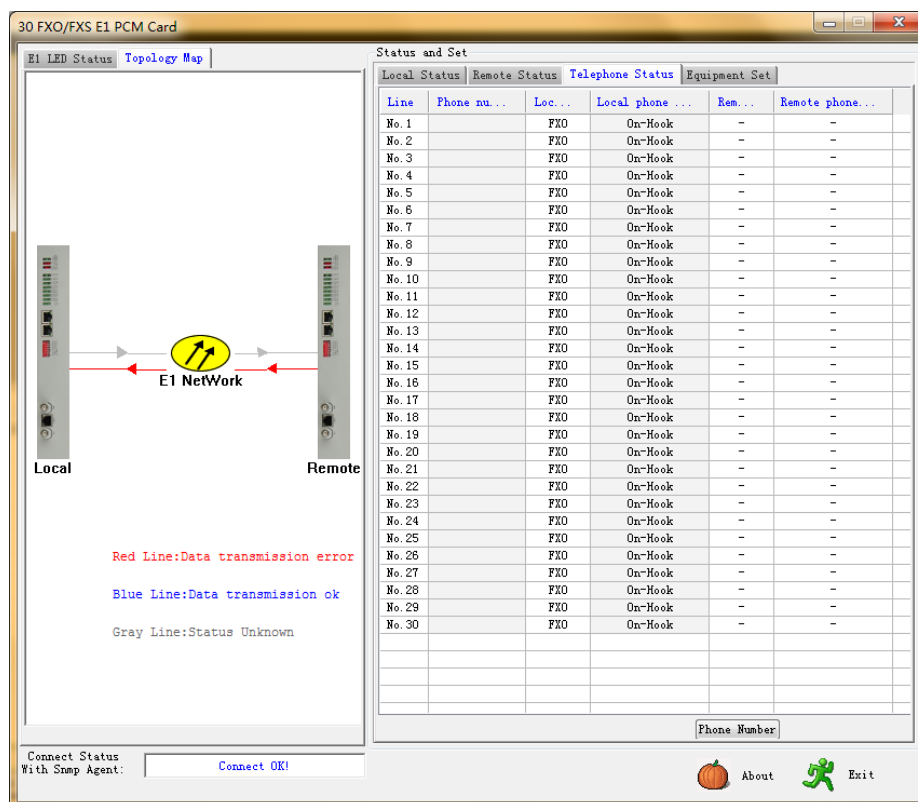 30 FXO/FXS E1 PCM Card
E1 LED Status Topology Map
E1 NetWork
Local Remote
Red Line:Data transmission error
Blue Line:Data transmission ok
Gray Line:Status Unknown
Connect Status
With Snmp Agent: Connect OK!
Status and Set
Local Status Remote Status Telephone Status Equipment Set
Line Phone nu... Loc... Local phone ... Rem... Remote phone...
No.1 FXO On-Hook - -
No.2 FXO On-Hook - -
No.3 FXO On-Hook - -
No.4 FXO On-Hook - -
No.5 FXO On-Hook - -
No.6 FXO On-Hook - -
No.7 FXO On-Hook - -
No.8 FXO On-Hook - -
No.9 FXO On-Hook - -
No.10 FXO On-Hook - -
No.11 FXO On-Hook - -
No.12 FXO On-Hook - -
No.13 FXO On-Hook - -
No.14 FXO On-Hook - -
No.15 FXO On-Hook - -
No.16 FXO On-Hook - -
No.17 FXO On-Hook - -
No.18 FXO On-Hook - -
No.19 FXO On-Hook - -
No.20 FXO On-Hook - -
No.21 FXO On-Hook - -
No.22 FXO On-Hook - -
No.23 FXO On-Hook - -
No.24 FXO On-Hook - -
No.25 FXO On-Hook - -
No.26 FXO On-Hook - -
No.27 FXO On-Hook - -
No.28 FXO On-Hook - -
No.29 FXO On-Hook - -
No.30 FXO On-Hook - -
Phone Number
About Exit